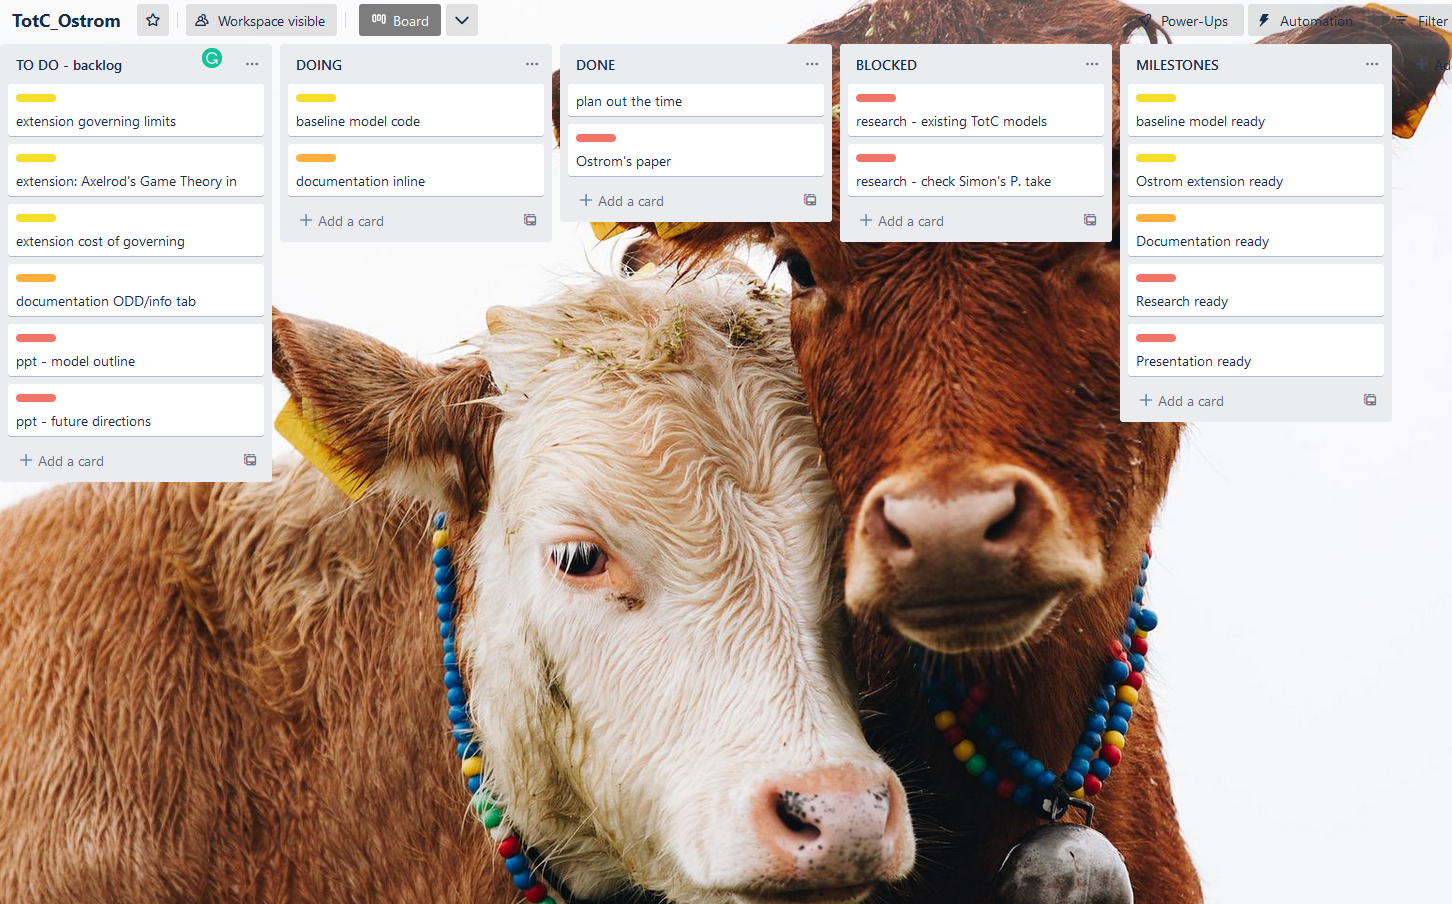 TotC_Ostrom
Workspace visible
Board
Power-Ups
Automation
Filter
TO DO - backlog
extension governing limits
extension: Axelrod's Game Theory in
extension cost of governing
documentation ODD/info tab
ppt - model outline
ppt - future directions
Add a card
DOING
baseline model code
documentation inline
Add a card
DONE
plan out the time
Ostrom's paper
Add a card
BLOCKED
research - existing TotC models
research - check Simon's P. take
Add a card
MILESTONES
baseline model ready
Ostrom extension ready
Documentation ready
Research ready
Presentation ready
Add a card